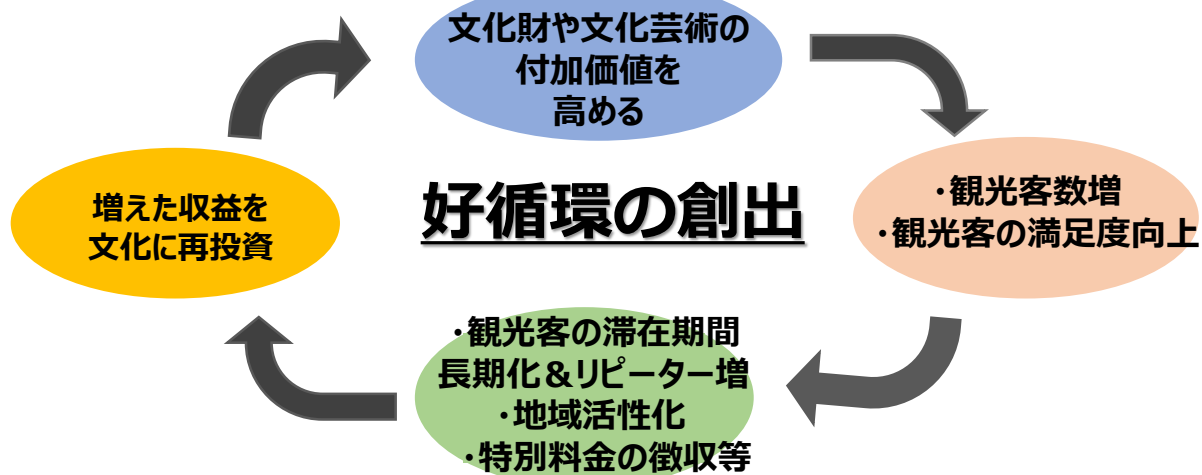 文化財や文化芸術の
付加価値を
高める
・観光客数増
・観光客の満足度向上
好循環の創出
増えた収益を
文化に再投資
・観光客の滞在期間
長期化&リピーター増
・地域活性化
・特別料金の徴収等